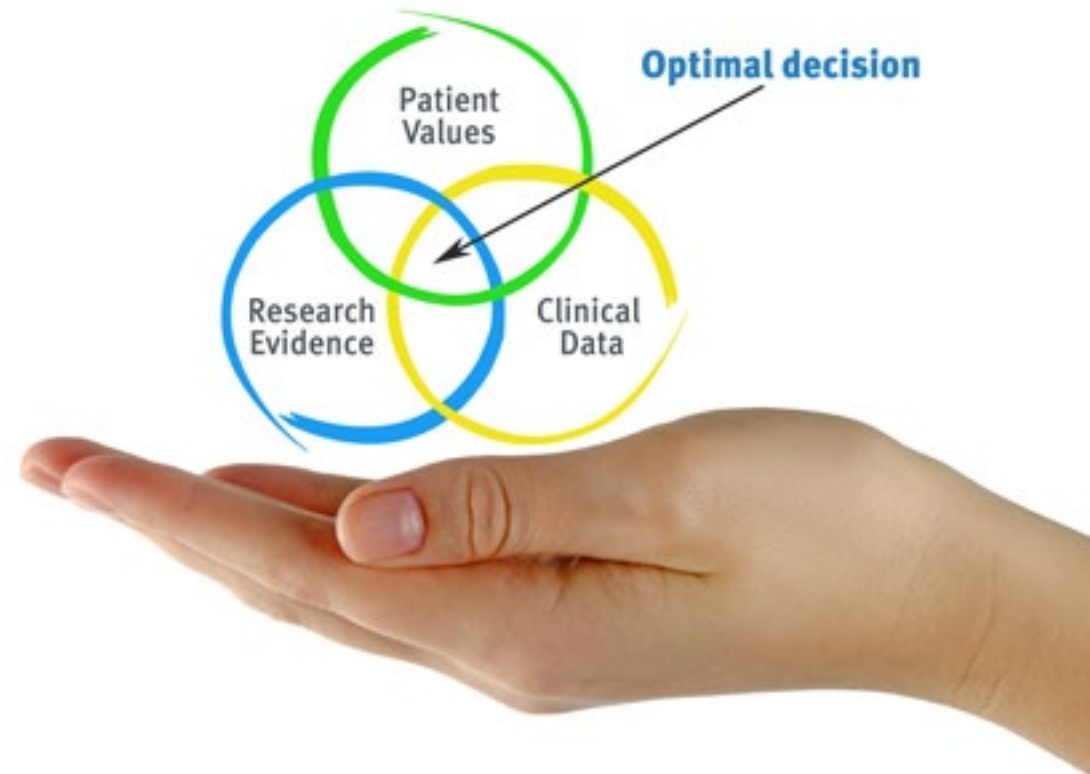 Optimal decision
Patient
Values
Research
Evidence
Clinical
Data